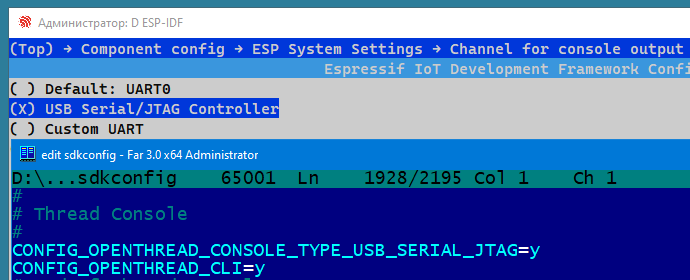 Администратор: D ESP-IDF
(Top) → Component config → ESP System Settings → Channel for console output
Espressif IoT Development Framework Confi
( ) Default: UART0
(X) USB Serial/JTAG Controller
( ) Custom UART
edit sdkconfig - Far 3.0 x64 Administrator
D:\...sdkconfig 65001 Ln 1928/2195 Col 1 Ch 1
#
# Thread Console
#
CONFIG_OPENTHREAD_CONSOLE_TYPE_USB_SERIAL_JTAG=y
CONFIG_OPENTHREAD_CLI=y